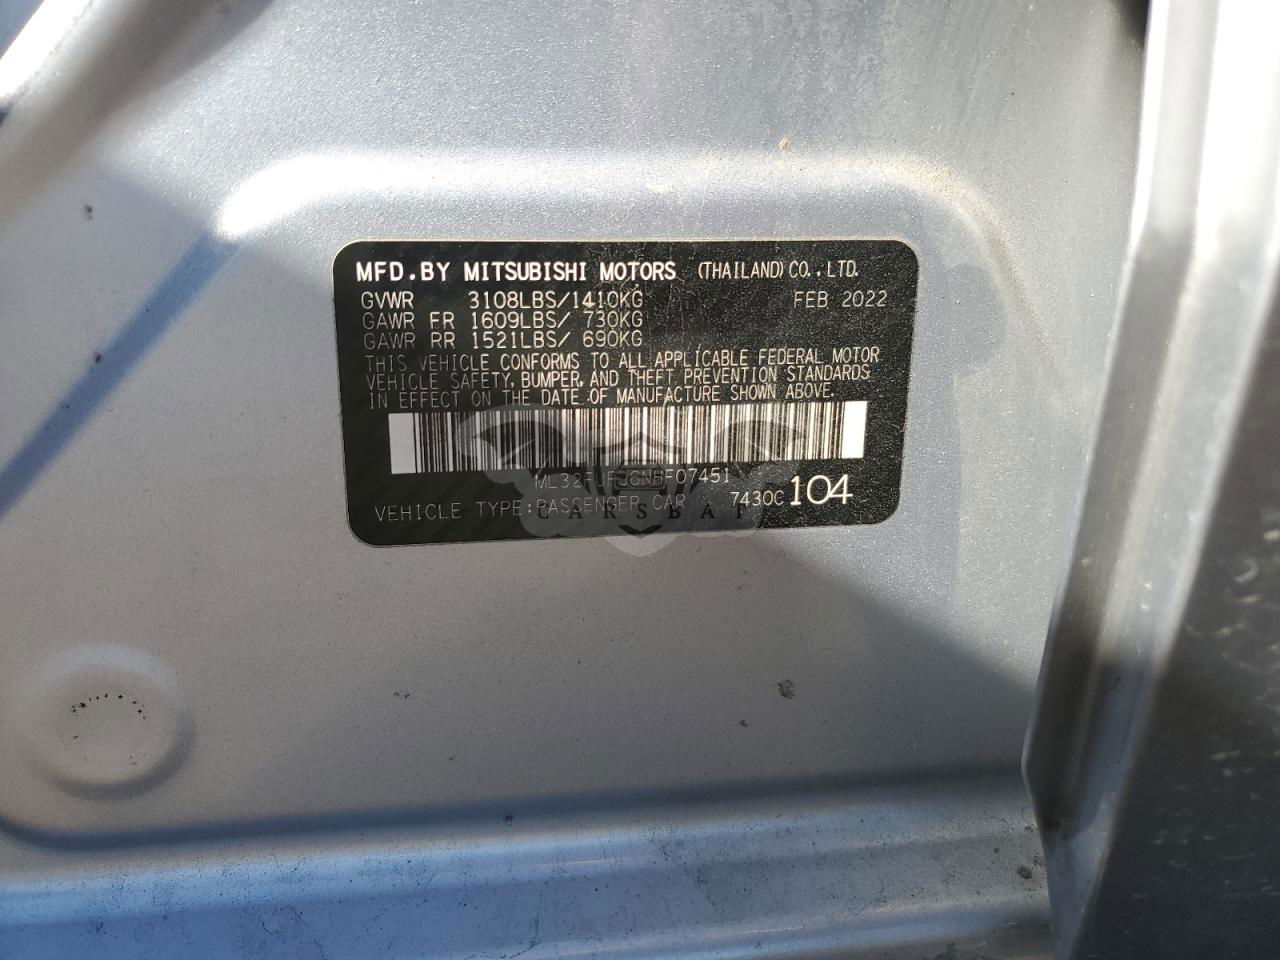 MFD.BY MITSUBISHI MOTORS (THAILAND) CO.,LTD.
GVWR 3108LBS/1410KG FEB 2022
GAWR FR 1609LBS/ 730KG
GAWR RR 1521LBS/ 690KG
THIS VEHICLE CONFORMS TO ALL APPLICABLE FEDERAL MOTOR
VEHICLE SAFETY, BUMPER, AND THEFT PREVENTION STANDARDS
IN EFFECT ON THE DATE OF MANUFACTURE SHOWN ABOVE.
VEHICLE TYPE:PASSENGER CAR 7430C 104